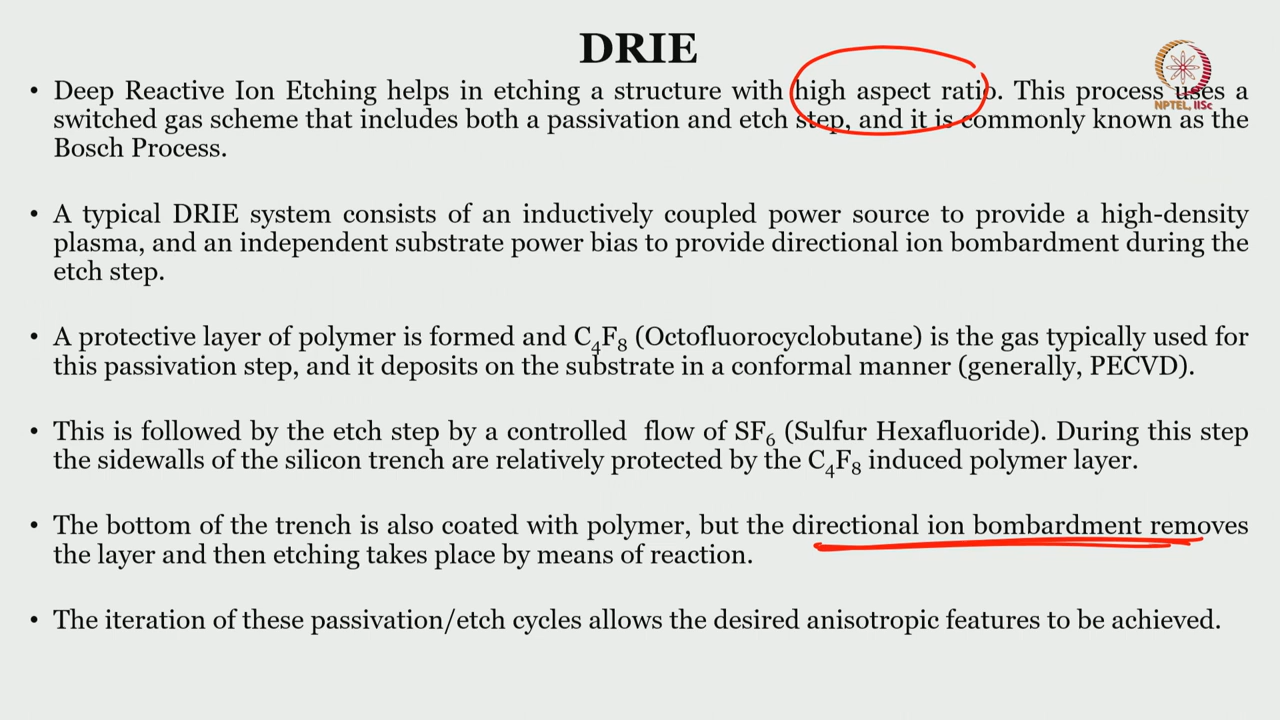 DRIE
• Deep Reactive Ion Etching helps in etching a structure with high aspect ratio. This process uses a
switched gas scheme that includes both a passivation and etch step, and it is commonly known as the
Bosch Process.
• A typical DRIE system consists of an inductively coupled power source to provide a high-density
plasma, and an independent substrate power bias to provide directional ion bombardment during the
etch step.
• A protective layer of polymer is formed and C₄F₈ (Octofluorocyclobutane) is the gas typically used for
this passivation step, and it deposits on the substrate in a conformal manner (generally, PECVD).
• This is followed by the etch step by a controlled flow of SF₆ (Sulfur Hexafluoride). During this step
the sidewalls of the silicon trench are relatively protected by the C₄F₈ induced polymer layer.
• The bottom of the trench is also coated with polymer, but the directional ion bombardment removes
the layer and then etching takes place by means of reaction.
• The iteration of these passivation/etch cycles allows the desired anisotropic features to be achieved.
NPTEL, IISc